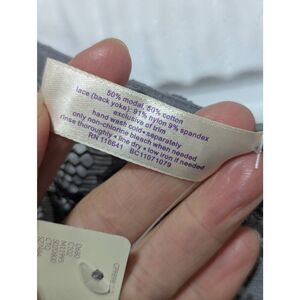 50% modal, 50% cotton
lace (back yoke): 91% nylon 9% spandex
exclusive of trim
hand wash cold • separately
only non-chlorine bleach when needed
rinse thoroughly • line dry • low iron if needed
RN 118641 BC11071079